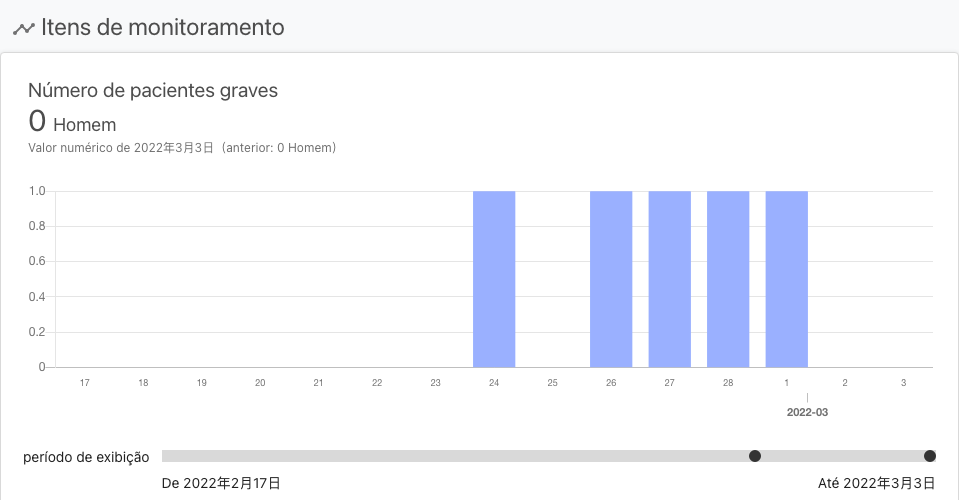 Itens de monitoramento
Número de pacientes graves
0 Homem
Valor numérico de 2022年3月3日 (anterior: 0 Homem)
1.0
0.8
0.6
0.4
0.2
0
17 18 19 20 21 22 23 24 25 26 27 28 1 2 3
2022-03
período de exibição
De 2022年2月17日 Até 2022年3月3日